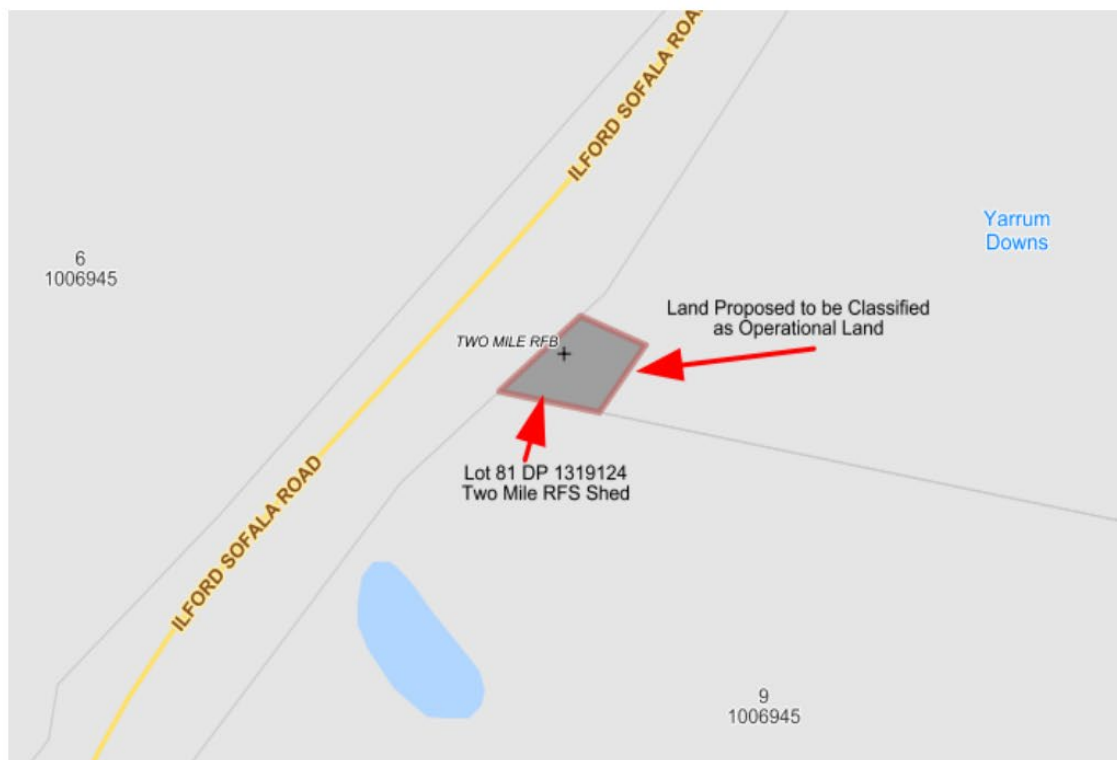 ILFORD SOFALA ROAD
Yarrum
Downs
6
1006945
Land Proposed to be Classified
as Operational Land
TWO MILE RFB
Lot 81 DP 1319124
Two Mile RFS Shed
ILFORD SOFALA ROAD
9
1006945